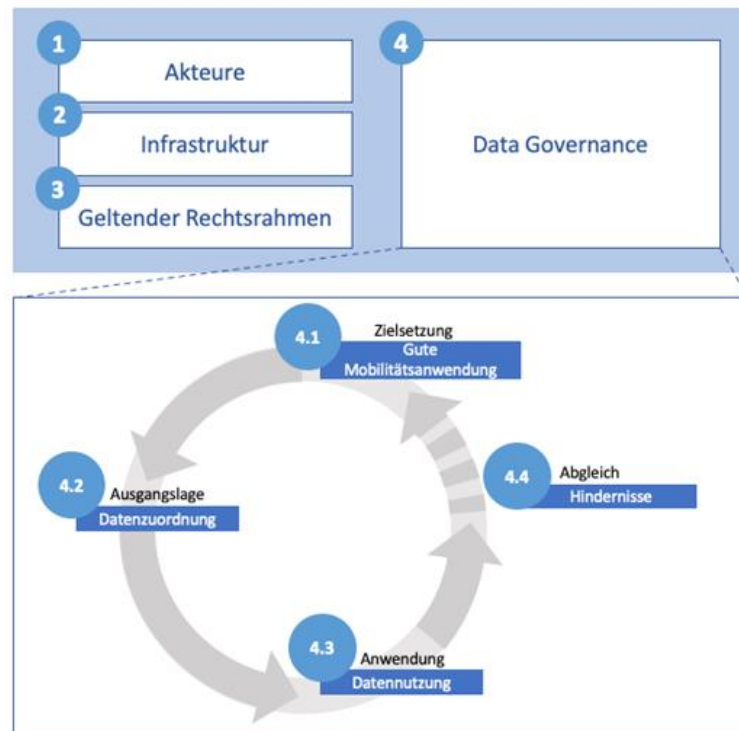 1
Akteure
2
Infrastruktur
3
Geltender Rechtsrahmen
4
Data Governance
4.1
Zielsetzung
Gute
Mobilitätsanwendung
4.2
Ausgangslage
Datenzuordnung
4.3
Anwendung
Datennutzung
4.4
Abgleich
Hindernisse